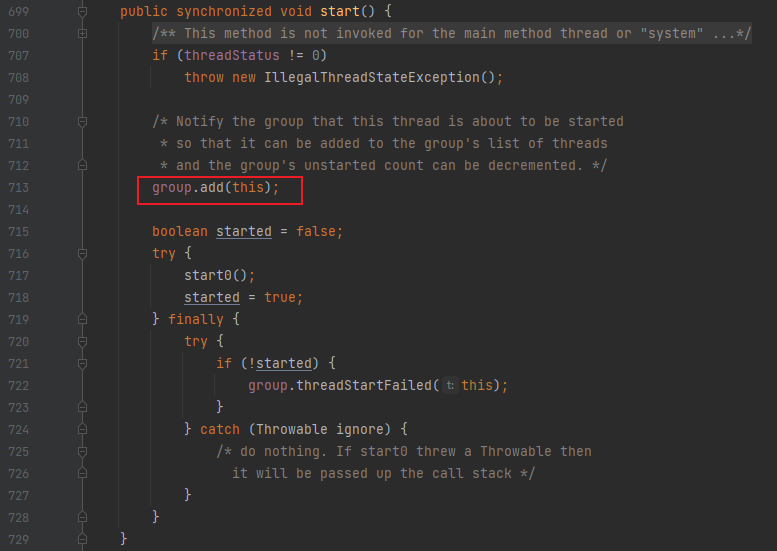 699 public synchronized void start() {
700 /** This method is not invoked for the main method thread or "system" ...*/
707 if (threadStatus != 0)
708 throw new IllegalThreadStateException();
709
710 /* Notify the group that this thread is about to be started
711 * so that it can be added to the group's list of threads
712 * and the group's unstarted count can be decremented. */
713 group.add(this);
714
715 boolean started = false;
716 try {
717 start0();
718 started = true;
719 } finally {
720 try {
721 if (!started) {
722 group.threadStartFailed( t: this);
723 }
724 } catch (Throwable ignore) {
725 /* do nothing. If start0 threw a Throwable then
726 it will be passed up the call stack */
727 }
728 }
729 }